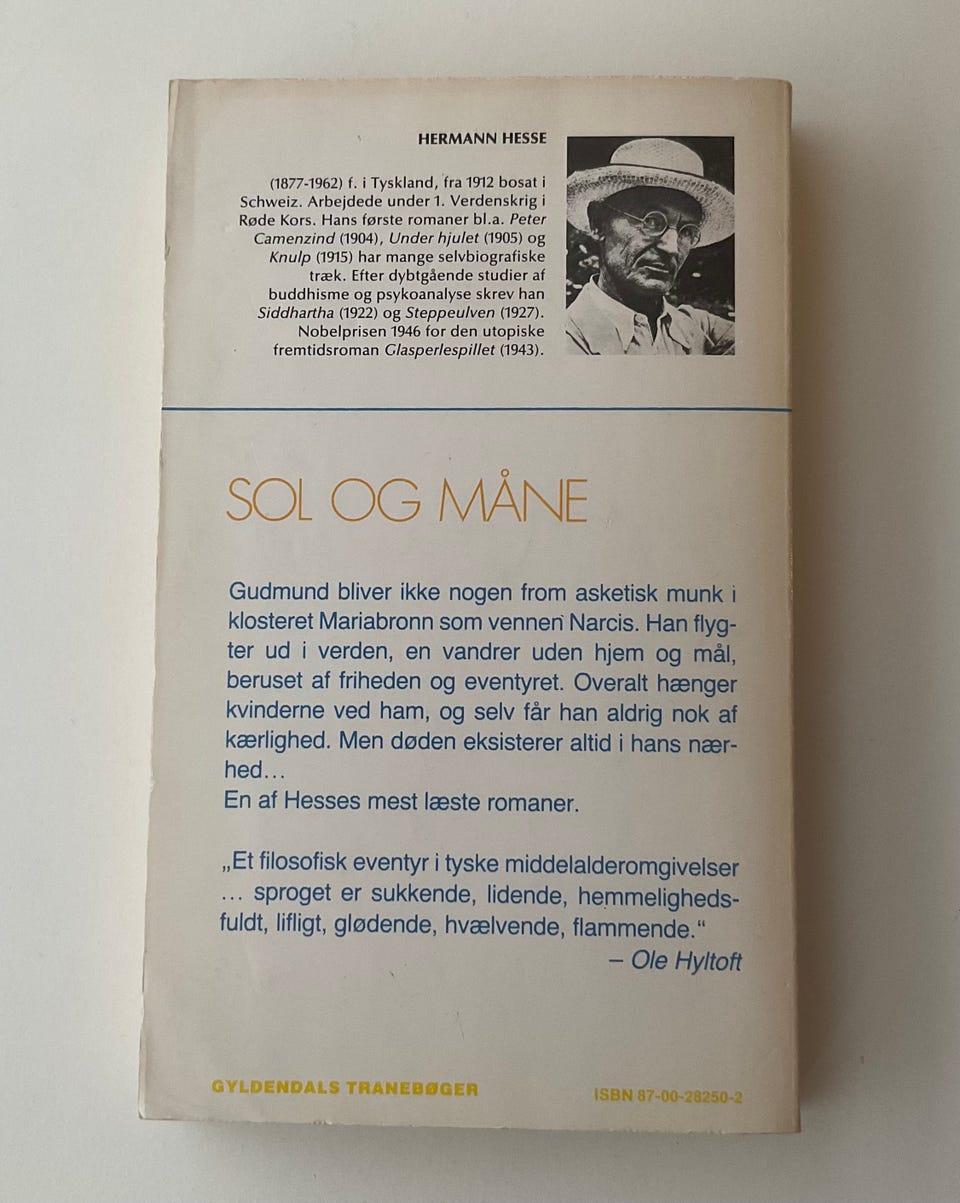 HERMANN HESSE
(1877-1962) f. i Tyskland, fra 1912 bosat i
Schweiz. Arbejdede under 1. Verdenskrig i
Røde Kors. Hans første romaner bl.a. Peter
Camenzind (1904), Under hjulet (1905) og
Knulp (1915) har mange selvbiografiske
træk. Efter dybtgående studier af
buddhisme og psykoanalyse skrev han
Siddhartha (1922) og Steppeulven (1927).
Nobelprisen 1946 for den utopiske
fremtidsroman Glasperlespillet (1943).
SOL OG MÅNE
Gudmund bliver ikke nogen from asketisk munk i
klosteret Mariabronn som vennen Narcis. Han flyg-
ter ud i verden, en vandrer uden hjem og mål,
beruset af friheden og eventyret. Overalt hænger
kvinderne ved ham, og selv får han aldrig nok af
kærlighed. Men døden eksisterer altid i hans nær-
hed...
En af Hesses mest læste romaner.
„Et filosofisk eventyr i tyske middelalderomgivelser
... sproget er sukkende, lidende, hemmeligheds-
fuldt, lifligt, glødende, hvælvende, flammende.“
– Ole Hyltoft
GYLDENDALS TRANEBØGER
ISBN 87-00-28250-2